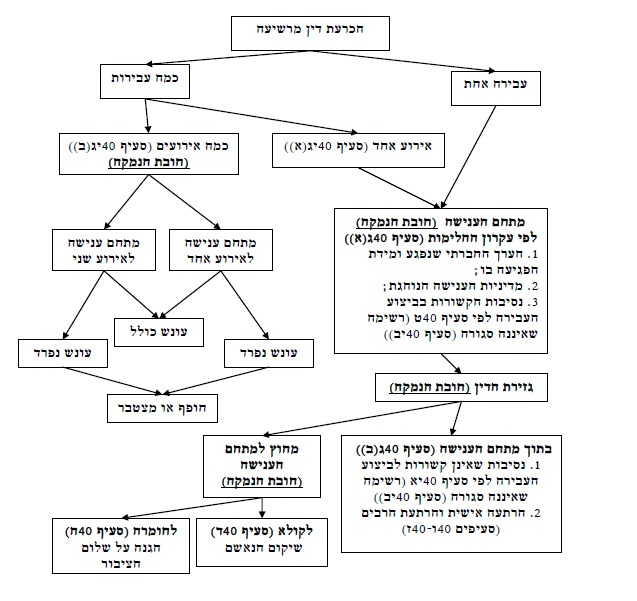 הכרעת דין מרשיעה
כמה עבירות
עבירה אחת
כמה אירועים (סעיף 40יג(ב))
(חובת הנמקה)
אירוע אחד (סעיף 40יג(א))
מתחם הענישה (חובת הנמקה)
לפי עקרון ההלימות (סעיף 40ג(א))
1. הערך החברתי שנפגע ומידת
הפגיעה בו;
2. מדיניות הענישה הנוהגת;
3. נסיבות הקשורות בביצוע
העבירה לפי סעיף 40ט (רשימה
שאיננה סגורה (סעיף 40יב))
מתחם ענישה
לאירוע אחד
מתחם ענישה
לאירוע שני
עונש כולל
עונש נפרד
עונש נפרד
חופף או מצטבר
גזירת הדין (חובת הנמקה)
בתוך מתחם הענישה (סעיף 40ג(ב))
1. נסיבות שאינן קשורות לביצוע
העבירה לפי סעיף 40יא (רשימה
שאיננה סגורה (סעיף 40יב))
2. הרתעה אישית והרתעת הרבים
(סעיפים 40ו-40ז)
מחוץ למתחם
הענישה
(חובת הנמקה)
לקולא (סעיף 40ד)
שיקום הנאשם
לחומרה (סעיף 40ח)
הגנה על שלום
הציבור